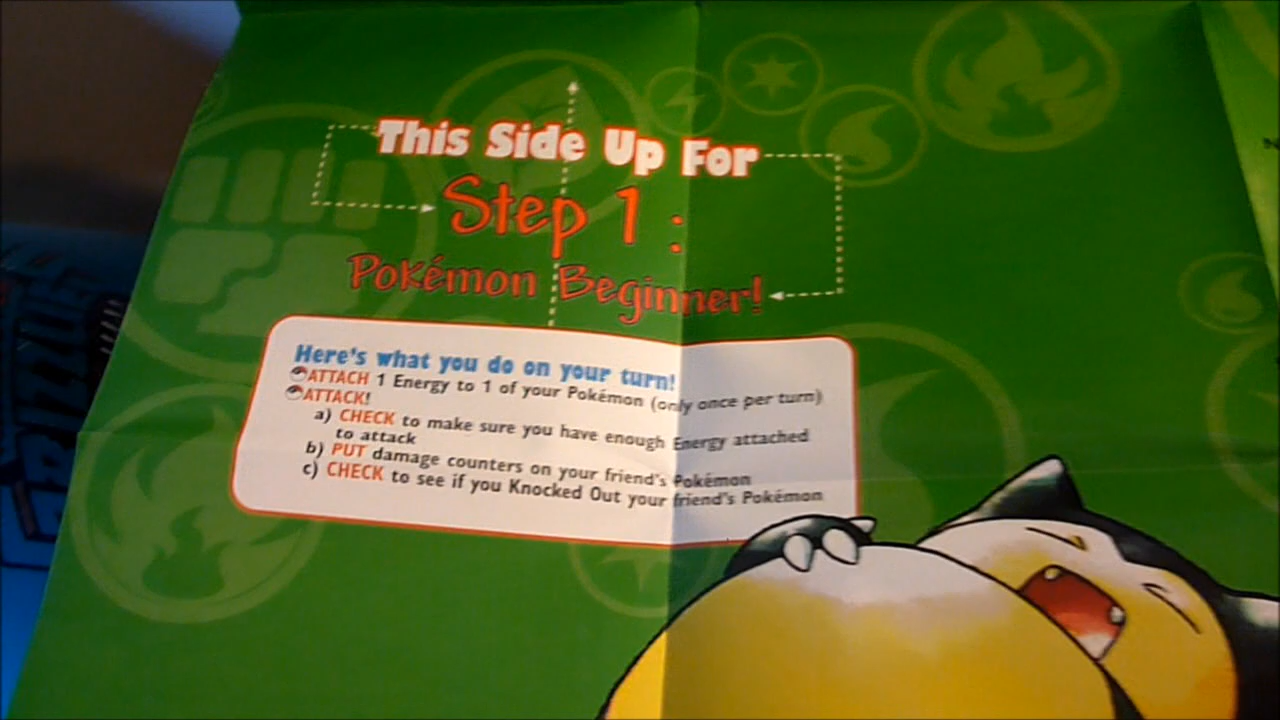 This Side Up For
Step 1 :
Pokémon Beginner!
Here's what you do on your turn!
ATTACH 1 Energy to 1 of your Pokémon (only once per turn)
ATTACK!
a) CHECK to make sure you have enough Energy attached
to attack
b) PUT damage counters on your friend's Pokémon
c) CHECK to see if you Knocked Out your friend's Pokémon